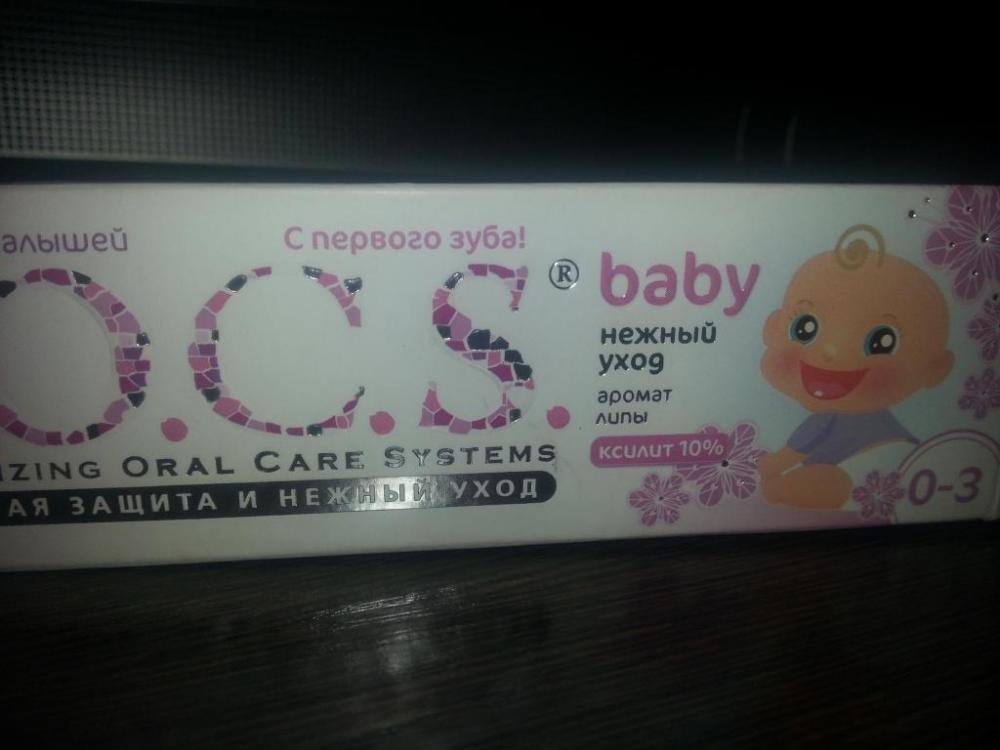 алышей
С первого зуба!
O.C.S.®
baby
нежный
уход
аромат
липы
ксилит 10%
IZING ORAL CARE SYSTEMS
АЯ ЗАЩИТА И НЕЖНЫЙ УХОД
0-3